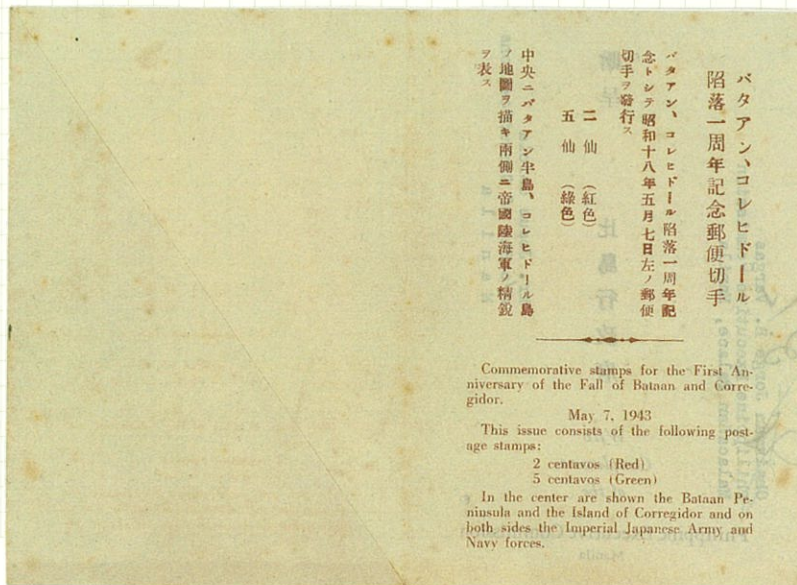 バタアン、コレヒドール
陷落一周年記念郵便切手
バタアン、コレヒドール陷落一周年記
念トシテ昭和十八年五月七日左ノ郵便
切手ヲ發行ス
二仙 (紅色)
五仙 (綠色)
中央ニバタアン半島、コレヒドール島
ノ地圖ヲ描キ兩側ニ帝國陸海軍ノ精銳
ヲ表ス
Commemorative stamps for the First An-
niversary of the Fall of Bataan and Corre-
gidor.
May 7, 1943
This issue consists of the following post-
age stamps:
2 centavos (Red)
5 centavos (Green)
In the center are shown the Bataan Pe-
ninsula and the Island of Corregidor and on
both sides the Imperial Japanese Army and
Navy forces.